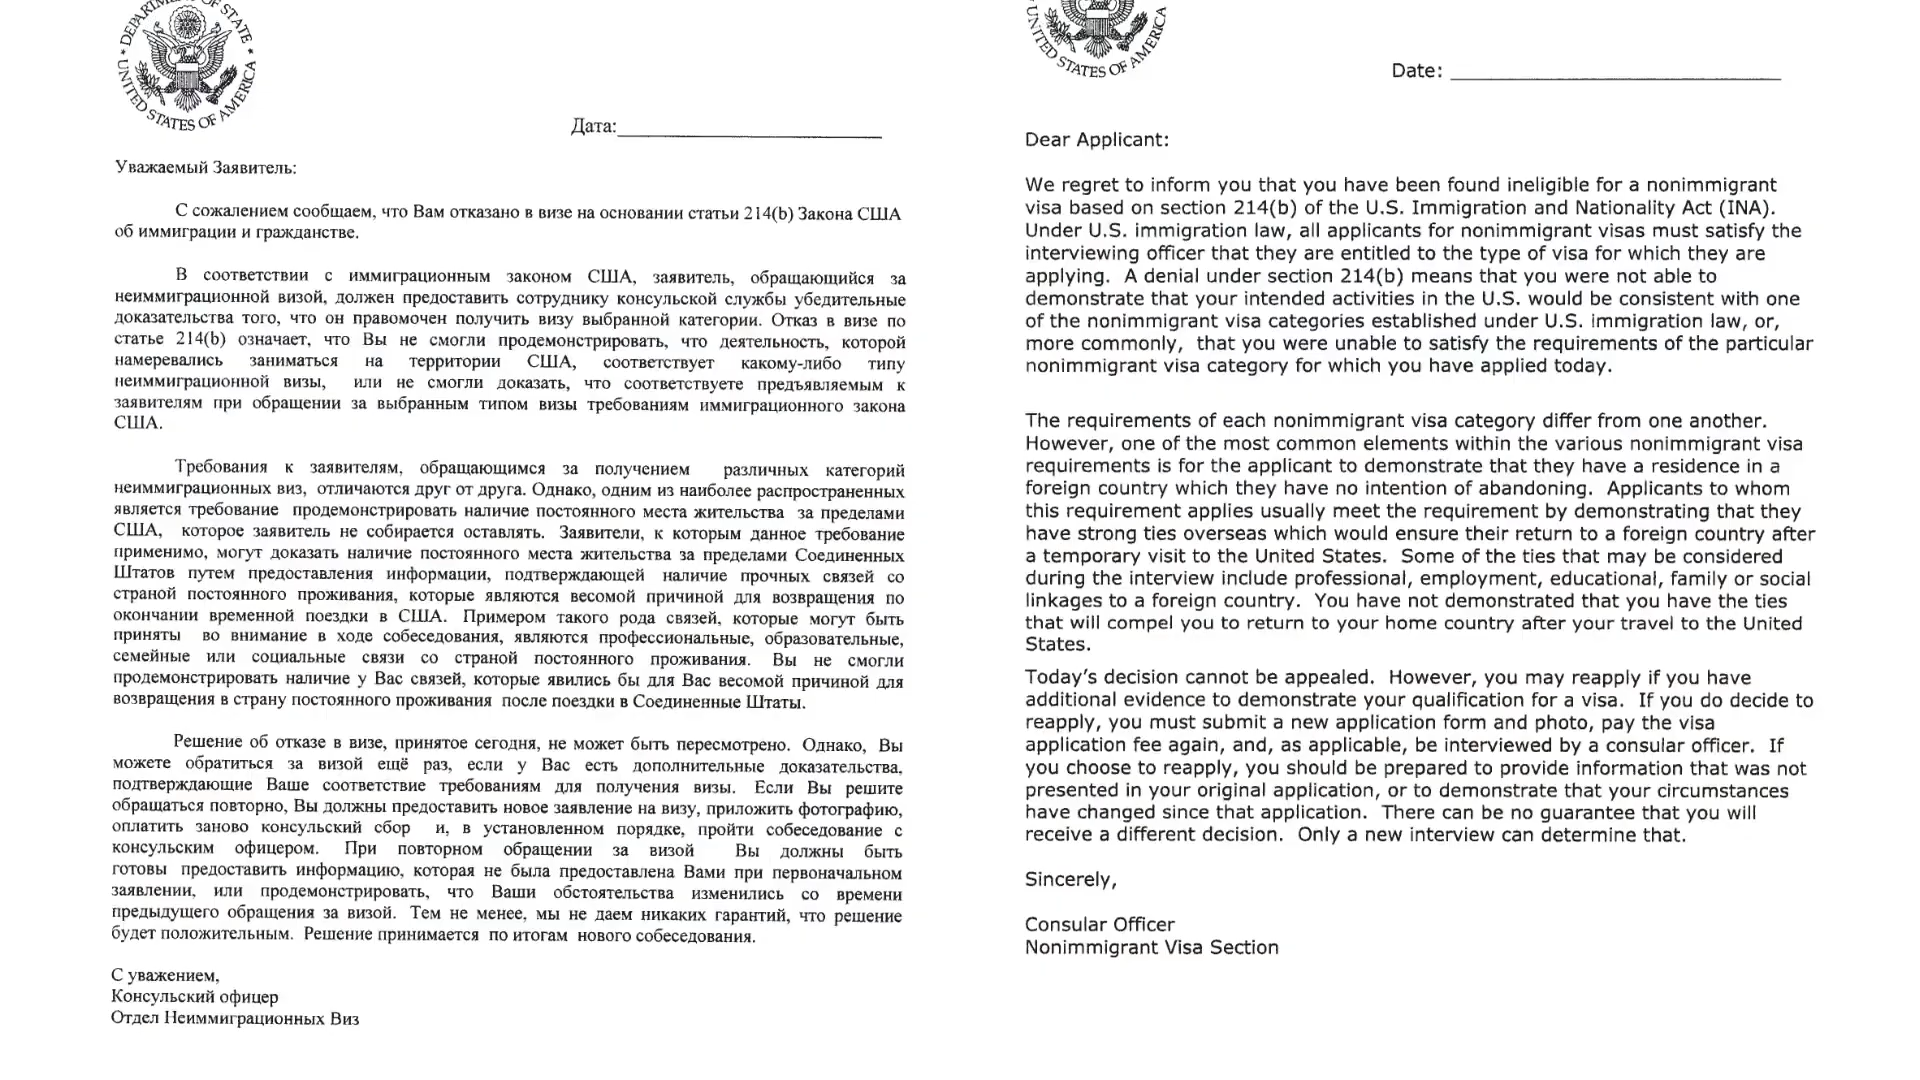 DEPARTMENT OF STATE
UNITED STATES OF AMERICA
Дата:
Уважаемый Заявитель:
С сожалением сообщаем, что Вам отказано в визе на основании статьи 214(b) Закона США
об иммиграции и гражданстве.
В соответствии с иммиграционным законом США, заявитель, обращающийся за
неиммиграционной визой, должен предоставить сотруднику консульской службы убедительные
доказательства того, что он правомочен получить визу выбранной категории. Отказ в визе по
статье 214(b) означает, что Вы не смогли продемонстрировать, что деятельность, которой
намеревались заниматься на территории США, соответствует какому-либо типу
неиммиграционной визы, или не смогли доказать, что соответствуете предъявляемым к
заявителям при обращении за выбранным типом визы требованиям иммиграционного закона
США.
Требования к заявителям, обращающимся за получением различных категорий
неиммиграционных виз, отличаются друг от друга. Однако, одним из наиболее распространенных
является требование продемонстрировать наличие постоянного места жительства за пределами
США, которое заявитель не собирается оставлять. Заявители, к которым данное требование
применимо, могут доказать наличие постоянного места жительства за пределами Соединенных
Штатов путем предоставления информации, подтверждающей наличие прочных связей со
страной постоянного проживания, которые являются весомой причиной для возвращения по
окончании временной поездки в США. Примером такого рода связей, которые могут быть
приняты во внимание в ходе собеседования, являются профессиональные, образовательные,
семейные или социальные связи со страной постоянного проживания. Вы не смогли
продемонстрировать наличие у Вас связей, которые явились бы для Вас весомой причиной для
возвращения в страну постоянного проживания после поездки в Соединенные Штаты.
Решение об отказе в визе, принятое сегодня, не может быть пересмотрено. Однако, Вы
можете обратиться за визой ещё раз, если у Вас есть дополнительные доказательства,
подтверждающие Ваше соответствие требованиям для получения визы. Если Вы решите
обращаться повторно, Вы должны предоставить новое заявление на визу, приложить фотографию,
оплатить заново консульский сбор и, в установленном порядке, пройти собеседование с
консульским офицером. При повторном обращении за визой Вы должны быть
готовы предоставить информацию, которая не была предоставлена Вами при первоначальном
заявлении, или продемонстрировать, что Ваши обстоятельства изменились со времени
предыдущего обращения за визой. Тем не менее, мы не даем никаких гарантий, что решение
будет положительным. Решение принимается по итогам нового собеседования.
С уважением,
Консульский офицер
Отдел Неиммиграционных Виз
UNITED STATES OF AMERICA
Date:
Dear Applicant:
We regret to inform you that you have been found ineligible for a nonimmigrant
visa based on section 214(b) of the U.S. Immigration and Nationality Act (INA).
Under U.S. immigration law, all applicants for nonimmigrant visas must satisfy the
interviewing officer that they are entitled to the type of visa for which they are
applying. A denial under section 214(b) means that you were not able to
demonstrate that your intended activities in the U.S. would be consistent with one
of the nonimmigrant visa categories established under U.S. immigration law, or,
more commonly, that you were unable to satisfy the requirements of the particular
nonimmigrant visa category for which you have applied today.
The requirements of each nonimmigrant visa category differ from one another.
However, one of the most common elements within the various nonimmigrant visa
requirements is for the applicant to demonstrate that they have a residence in a
foreign country which they have no intention of abandoning. Applicants to whom
this requirement applies usually meet the requirement by demonstrating that they
have strong ties overseas which would ensure their return to a foreign country after
a temporary visit to the United States. Some of the ties that may be considered
during the interview include professional, employment, educational, family or social
linkages to a foreign country. You have not demonstrated that you have the ties
that will compel you to return to your home country after your travel to the United
States.
Today's decision cannot be appealed. However, you may reapply if you have
additional evidence to demonstrate your qualification for a visa. If you do decide to
reapply, you must submit a new application form and photo, pay the visa
application fee again, and, as applicable, be interviewed by a consular officer. If
you choose to reapply, you should be prepared to provide information that was not
presented in your original application, or to demonstrate that your circumstances
have changed since that application. There can be no guarantee that you will
receive a different decision. Only a new interview can determine that.
Sincerely,
Consular Officer
Nonimmigrant Visa Section